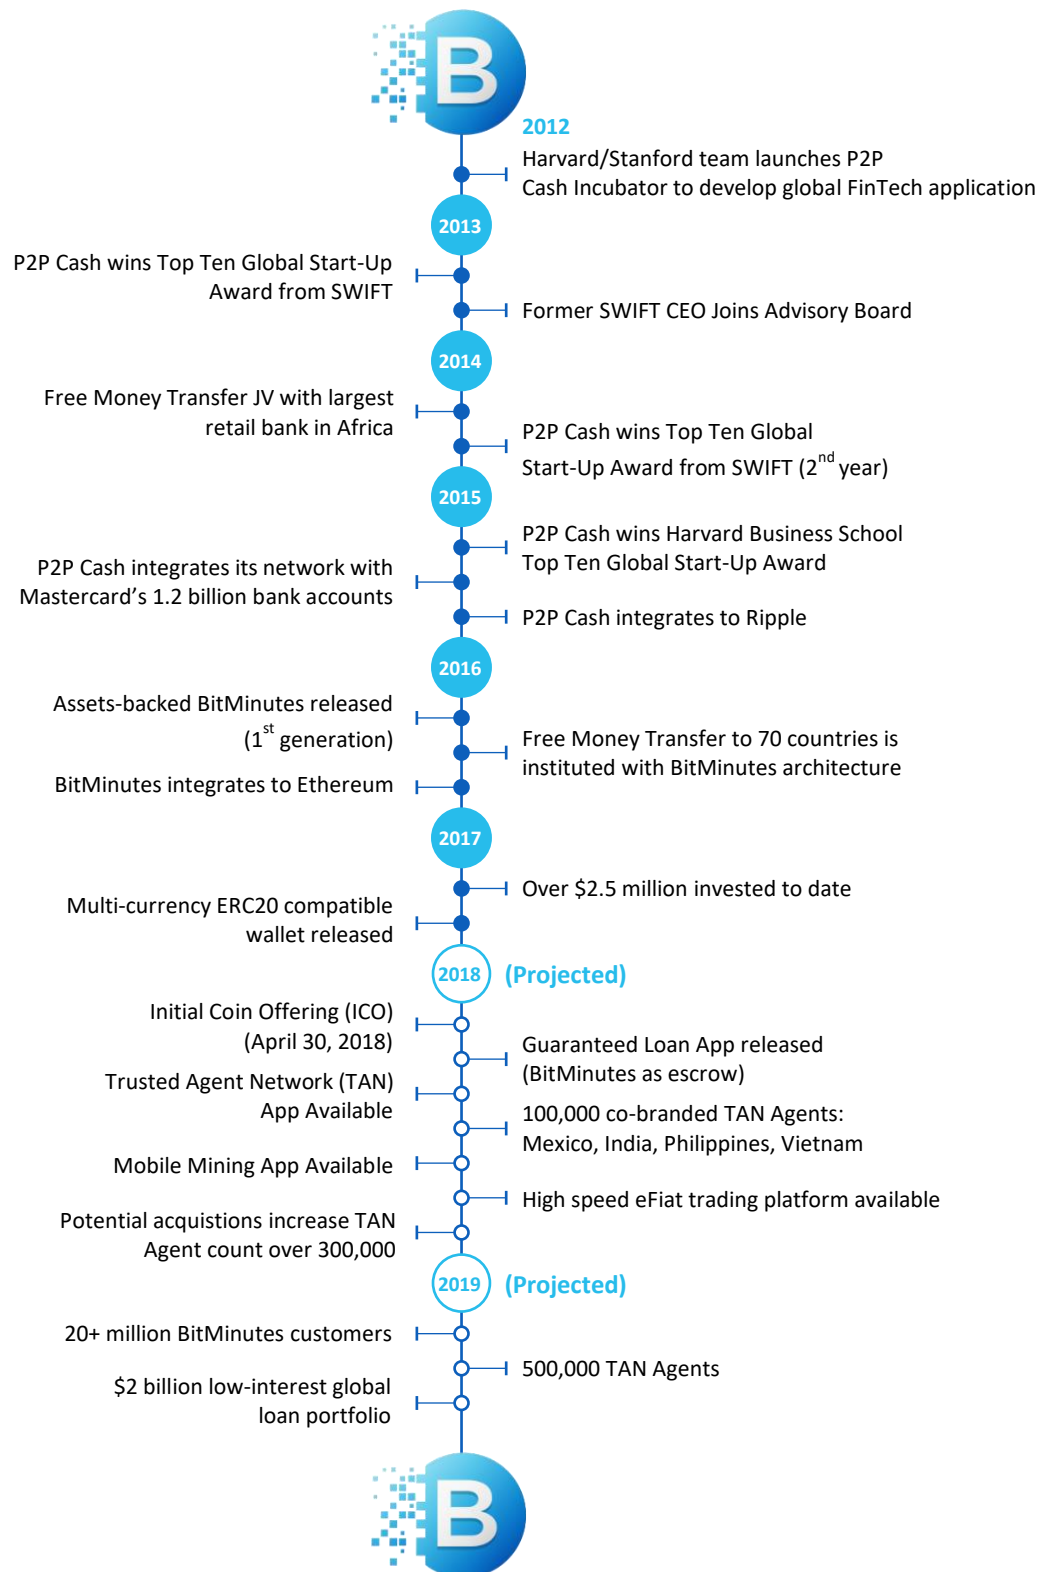 B
2012
Harvard/Stanford team launches P2P
Cash Incubator to develop global FinTech application
2013
P2P Cash wins Top Ten Global Start-Up
Award from SWIFT
Former SWIFT CEO Joins Advisory Board
2014
Free Money Transfer JV with largest
retail bank in Africa
P2P Cash wins Top Ten Global
Start-Up Award from SWIFT (2nd year)
2015
P2P Cash wins Harvard Business School
Top Ten Global Start-Up Award
P2P Cash integrates its network with
Mastercard’s 1.2 billion bank accounts
P2P Cash integrates to Ripple
2016
Assets-backed BitMinutes released
(1st generation)
Free Money Transfer to 70 countries is
instituted with BitMinutes architecture
BitMinutes integrates to Ethereum
2017
Over $2.5 million invested to date
Multi-currency ERC20 compatible
wallet released
2018 (Projected)
Initial Coin Offering (ICO)
(April 30, 2018)
Guaranteed Loan App released
(BitMinutes as escrow)
Trusted Agent Network (TAN)
App Available
100,000 co-branded TAN Agents:
Mexico, India, Philippines, Vietnam
Mobile Mining App Available
High speed eFiat trading platform available
Potential acquistions increase TAN
Agent count over 300,000
2019 (Projected)
20+ million BitMinutes customers
500,000 TAN Agents
$2 billion low-interest global
loan portfolio
B